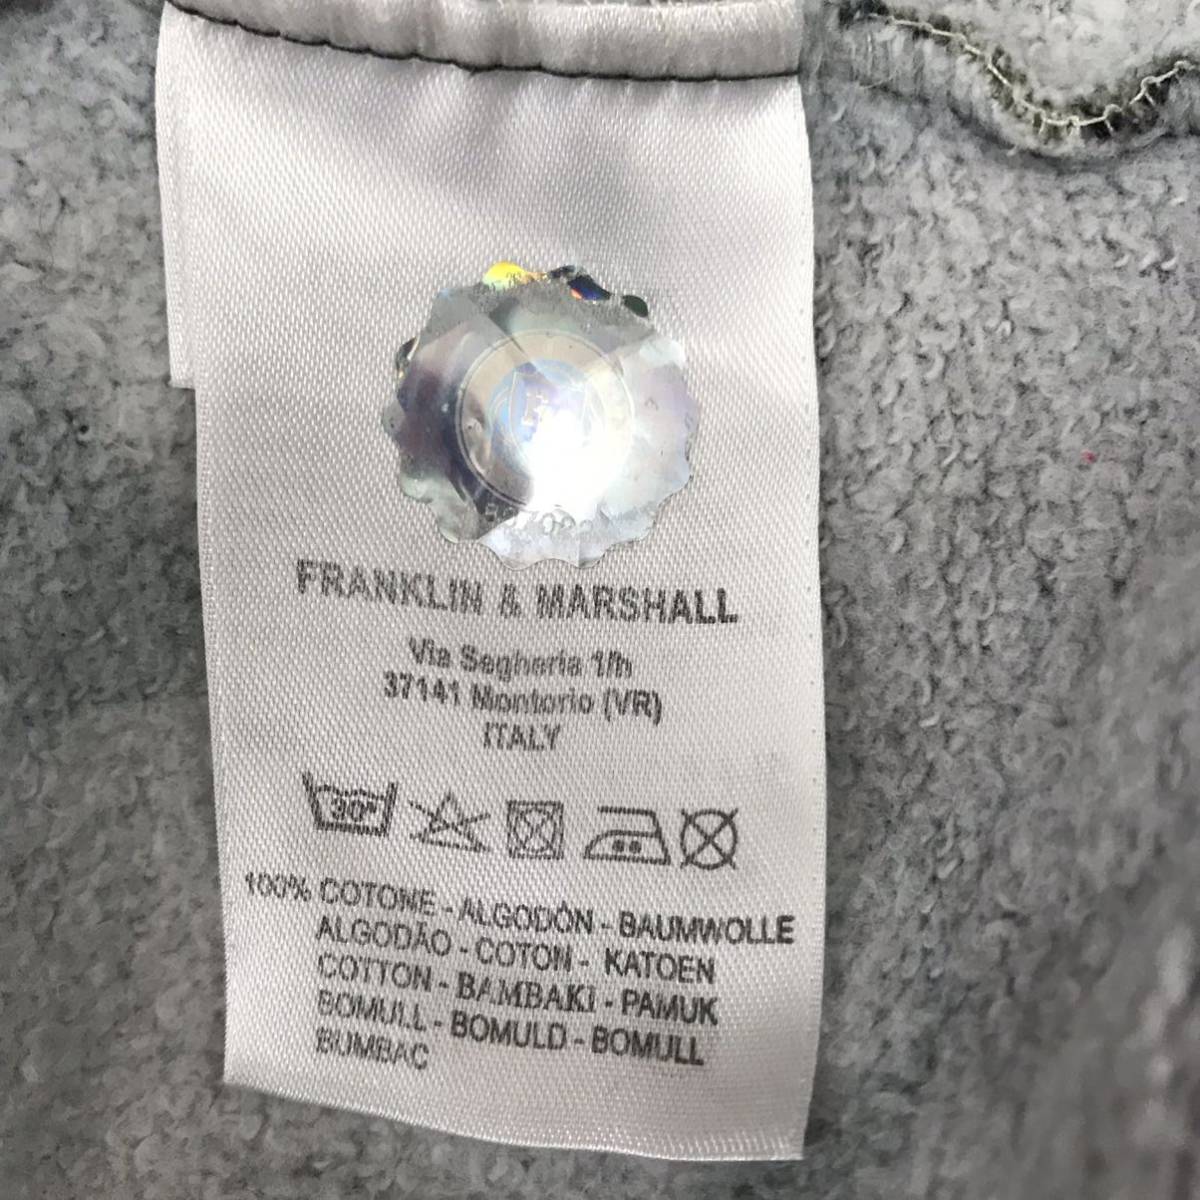 FRANKLIN & MARSHALL
Via Segheria 1/h
37141 Montorio (VR)
ITALY
30°
100% COTONE - ALGODÓN - BAUMWOLLE
ALGODÃO - COTON - KATOEN
COTTON - BAMBAKI - PAMUK
BOMULL - BOMULD - BOMULL
BUMBAC